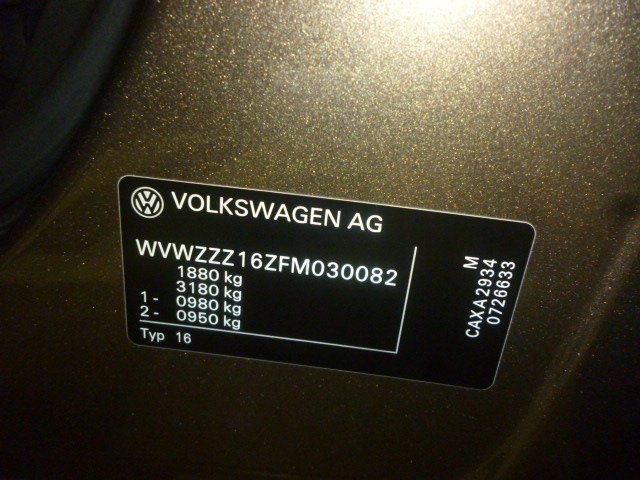 VOLKSWAGEN AG
WVWZZZ16ZFM030082
1880 kg
3180 kg
1 - 0980 kg
2 - 0950 kg
Typ 16
M
CAXA2934
0726633